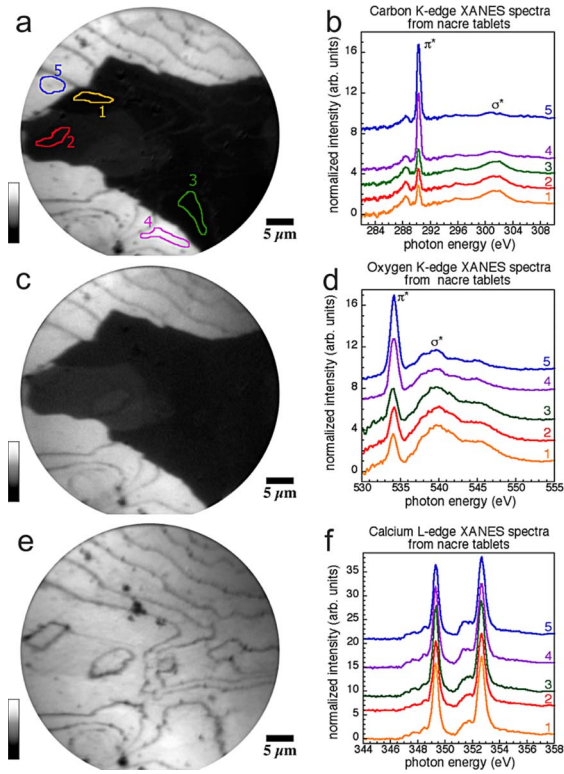 a
5
1
2
3
4
5 µm
b
Carbon K-edge XANES spectra
from nacre tablets
normalized intensity (arb. units)
16
12
8
4
0
π*
σ*
5
4
3
2
1
284 288 292 296 300 304 308
photon energy (eV)
c
5 µm
d
Oxygen K-edge XANES spectra
from nacre tablets
normalized intensity (arb. units)
16
12
8
4
0
π*
σ*
5
4
3
2
1
530 535 540 545 550 555
photon energy (eV)
e
5 µm
f
Calcium L-edge XANES spectra
from nacre tablets
normalized intensity (arb. units)
35
30
25
20
15
10
5
0
5
4
3
2
1
344 346 348 350 352 354 356 358
photon energy (eV)